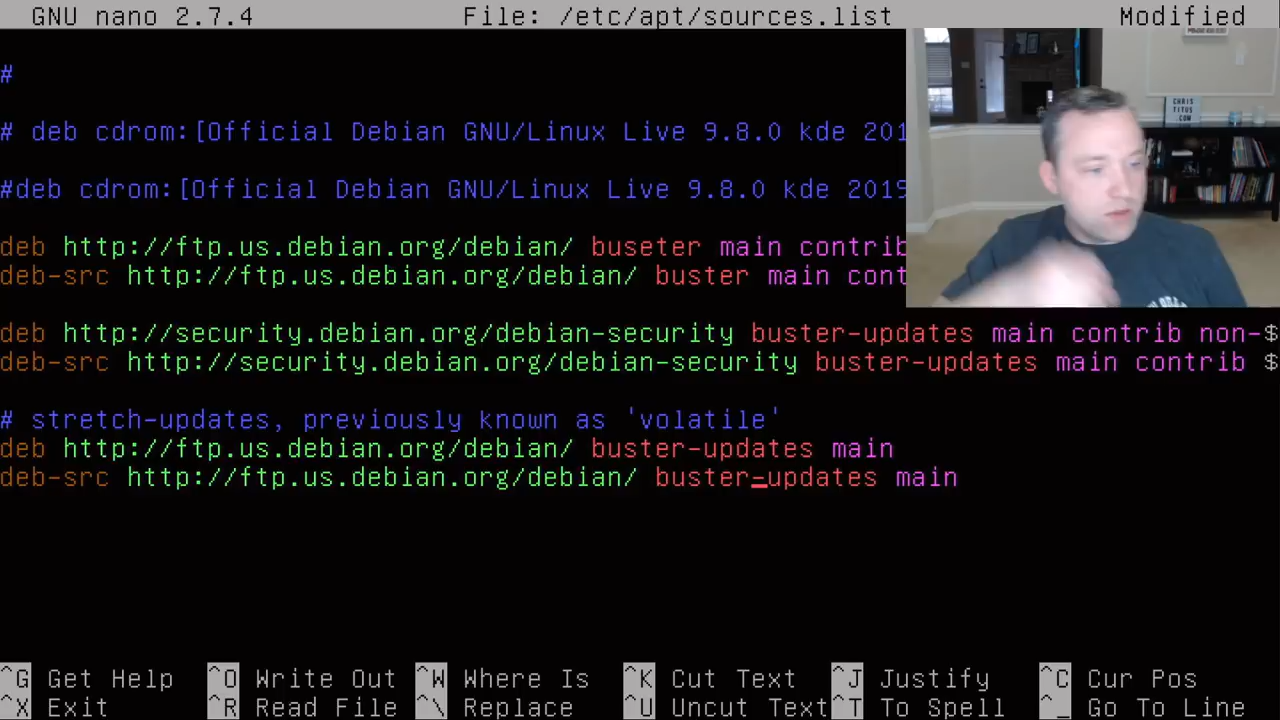 GNU nano 2.7.4 File: /etc/apt/sources.list Modified
#
# deb cdrom:[Official Debian GNU/Linux Live 9.8.0 kde 201
#deb cdrom:[Official Debian GNU/Linux Live 9.8.0 kde 2019
deb http://ftp.us.debian.org/debian/ buseter main contrib
deb-src http://ftp.us.debian.org/debian/ buster main cont
deb http://security.debian.org/debian-security buster-updates main contrib non-$
deb-src http://security.debian.org/debian-security buster-updates main contrib $
# stretch-updates, previously known as 'volatile'
deb http://ftp.us.debian.org/debian/ buster-updates main
deb-src http://ftp.us.debian.org/debian/ buster-updates main
^G Get Help ^O Write Out ^W Where Is ^K Cut Text ^J Justify ^C Cur Pos
^X Exit ^R Read File ^\ Replace ^U Uncut Text ^T To Spell ^_ Go To Line
CHRIS
TITUS
.COM